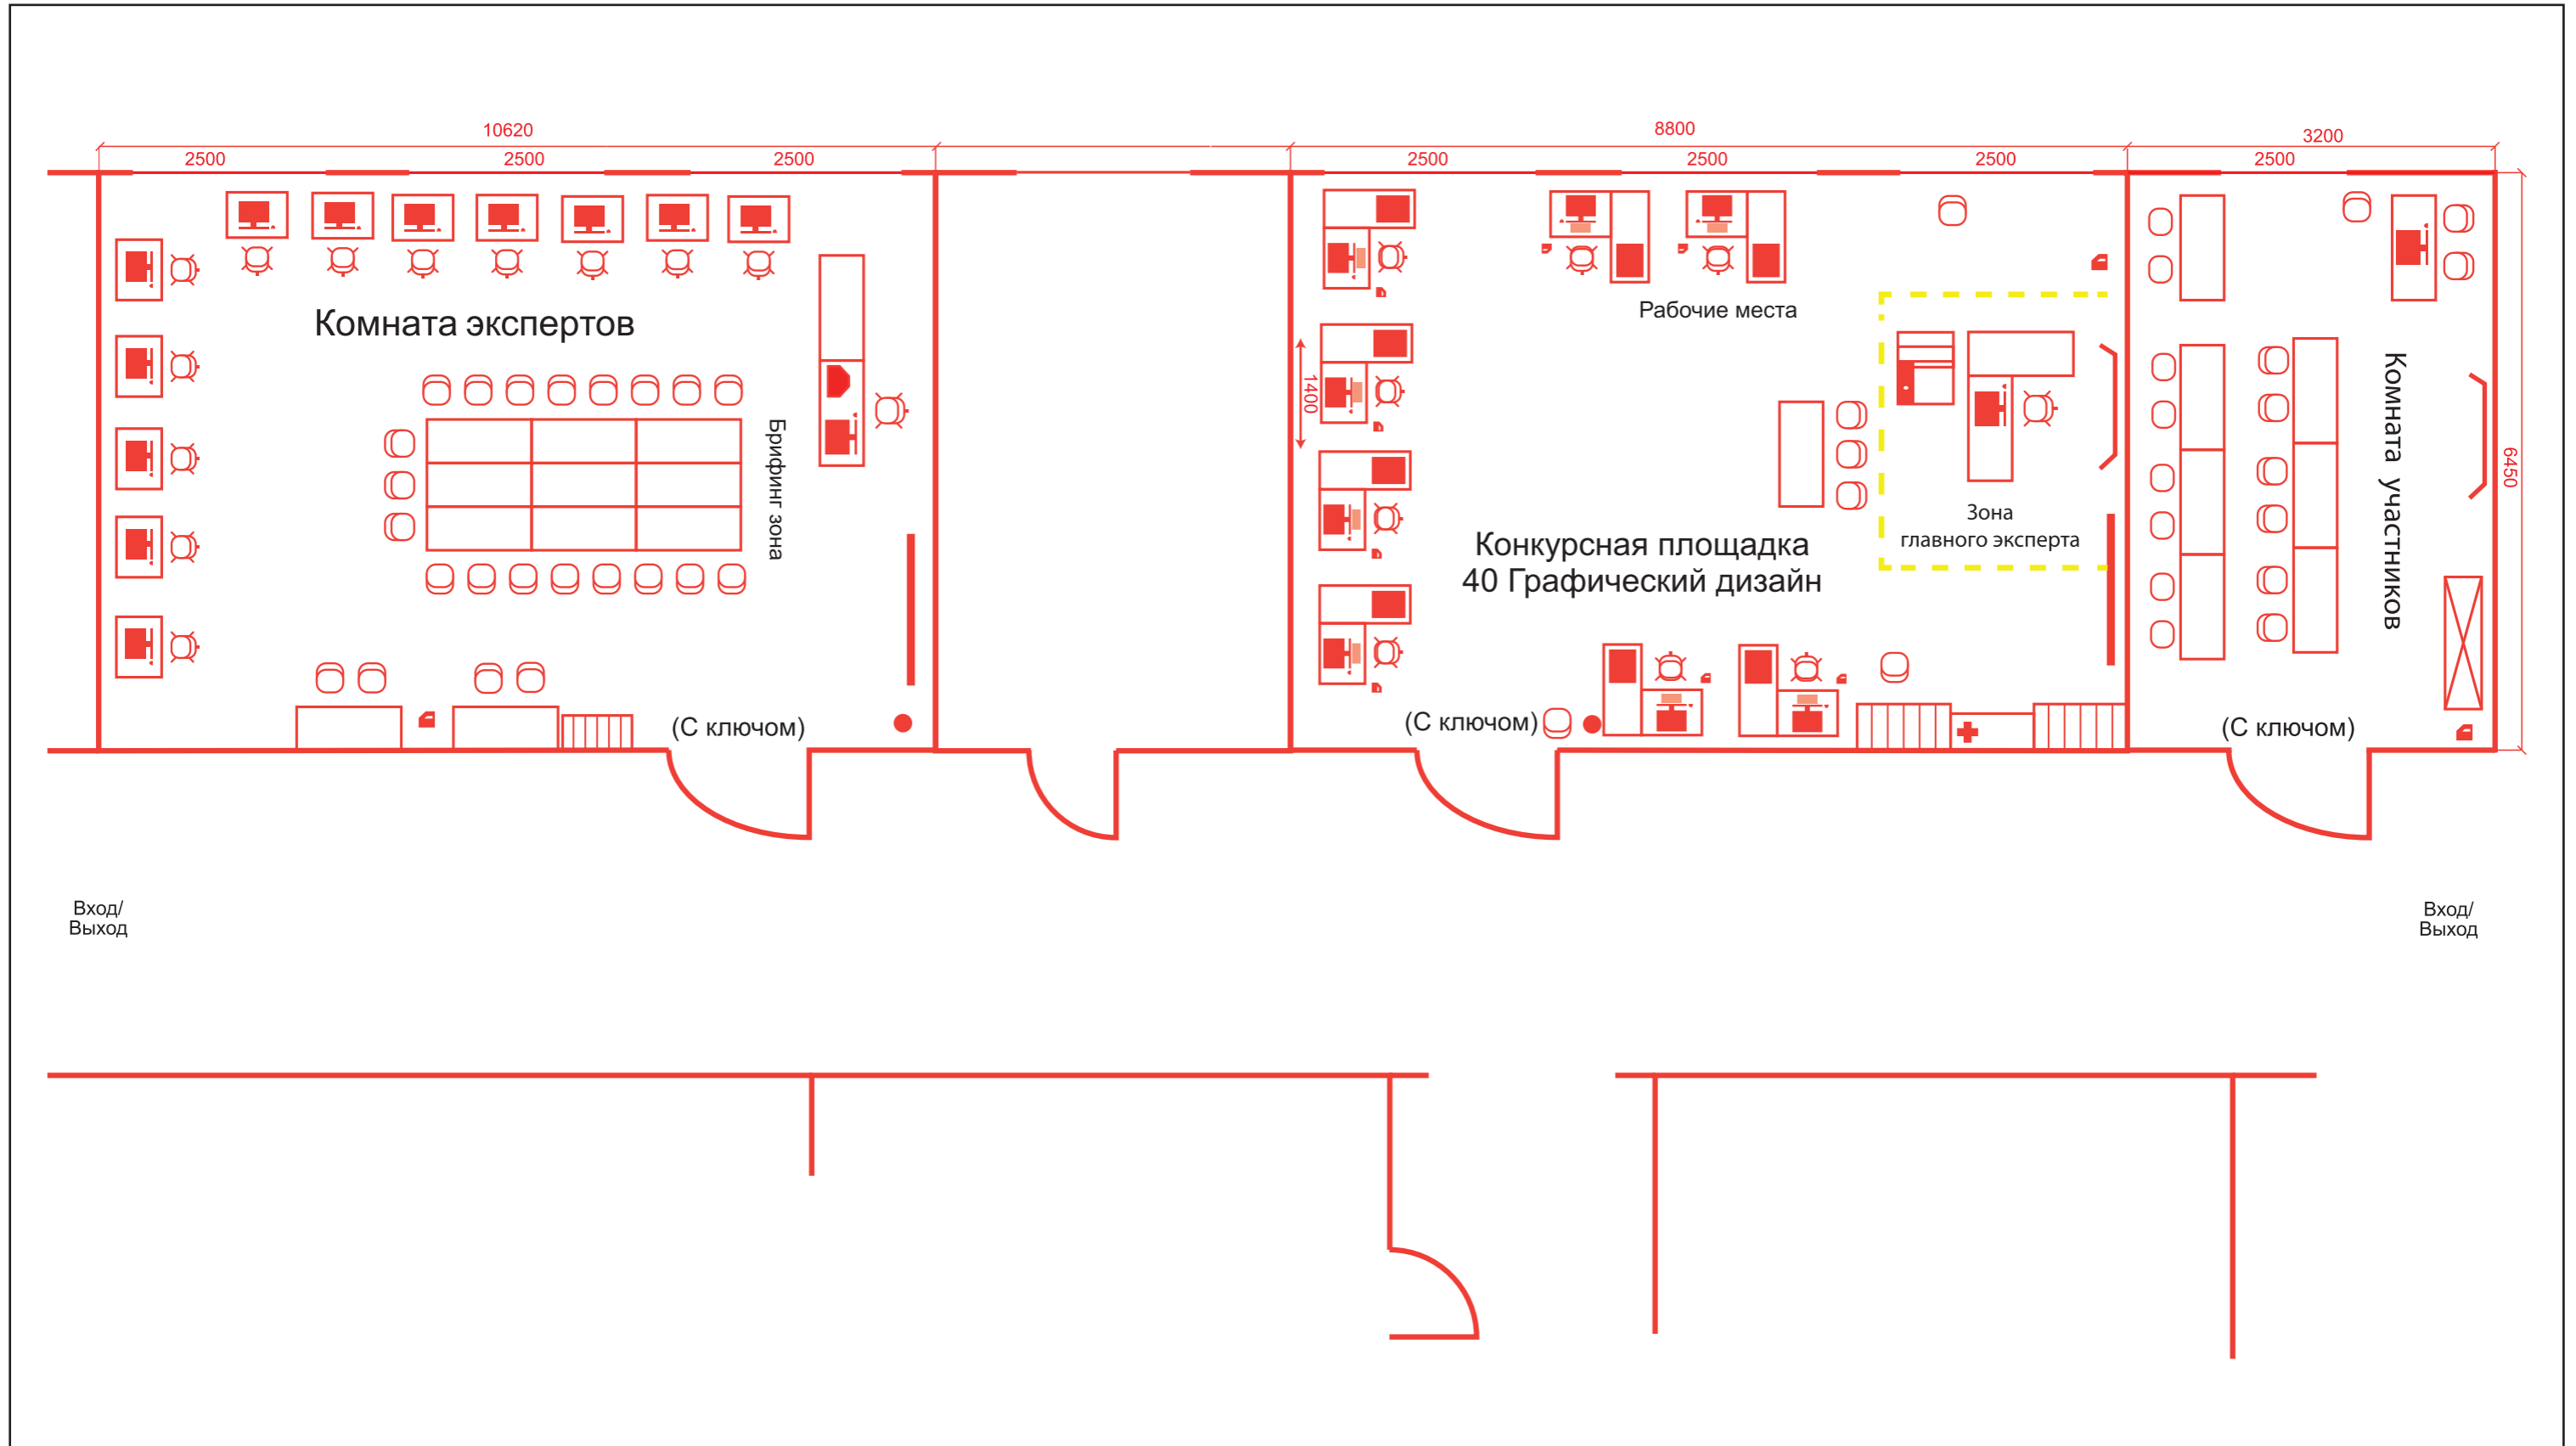 10620
8800
3200
2500
2500
2500
2500
2500
2500
2500
Комната экспертов
Рабочие места
1400
Брифинг зона
Комната участников
6450
Зона
главного эксперта
Конкурсная площадка
40 Графический дизайн
(С ключом)
(С ключом)
(С ключом)
Вход/
Выход
Вход/
Выход